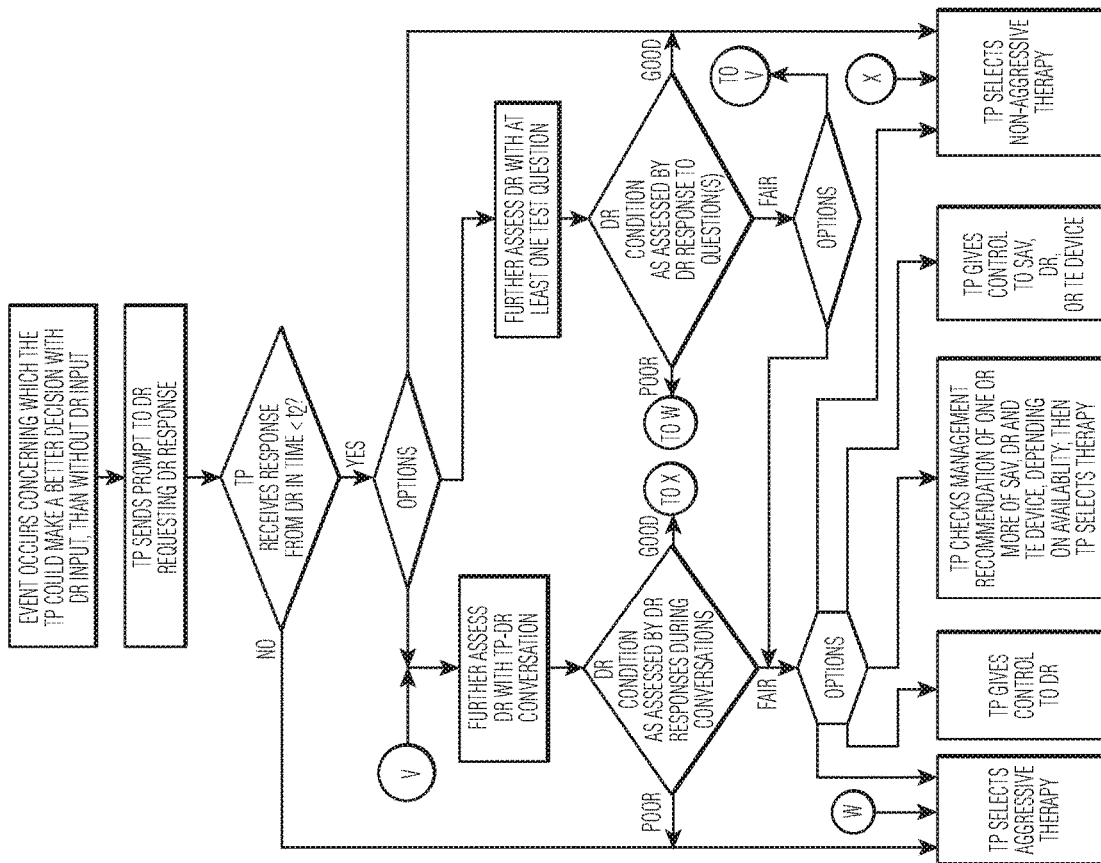 EVENT OCCURS CONCERNING WHICH THE
TP COULD MAKE A BETTER DECISION WITH
DR INPUT, THAN WITHOUT DR INPUT
TP SENDS PROMPT TO DR
REQUESTING DR RESPONSE
TP
RECEIVES RESPONSE
FROM DR IN TIME <t2?
NO
YES
OPTIONS
V
FURTHER ASSESS
DR WITH TP-DR
CONVERSATION
FURTHER ASSESS DR WITH AT
LEAST ONE TEST QUESTION
DR
CONDITION
AS ASSESSED BY DR
RESPONSES DURING
CONVERSATIONS
POOR
GOOD
FAIR
TO X
DR
CONDITION
AS ASSESSED BY
DR RESPONSE TO
QUESTION(S)
POOR
GOOD
FAIR
TO W
OPTIONS
TO
V
OPTIONS
W
X
TP SELECTS
AGGRESSIVE
THERAPY
TP GIVES
CONTROL
TO DR
TP CHECKS MANAGEMENT
RECOMMENDATION OF ONE OR
MORE OF SAV, DR AND
TE DEVICE, DEPENDING
ON AVAILABILITY; THEN
TP SELECTS THERAPY
TP GIVES
CONTROL
TO SAV,
DR,
OR TE DEVICE
TP SELECTS
NON-AGGRESSIVE
THERAPY